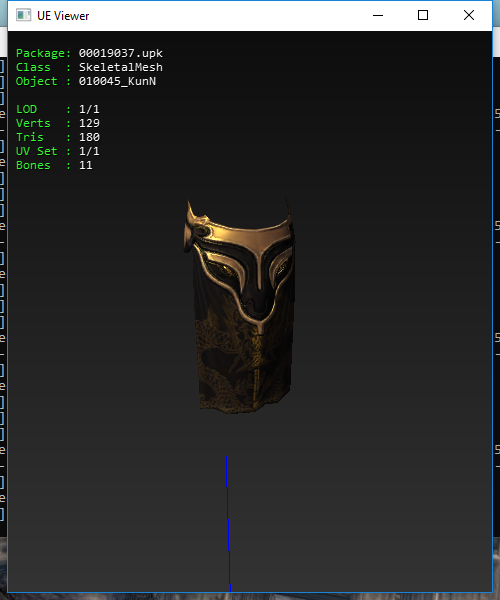 UE Viewer
Package: 00019037.upk
Class  : SkeletalMesh
Object : 010045_KunN
LOD    : 1/1
Verts  : 129
Tris   : 180
UV Set : 1/1
Bones  : 11